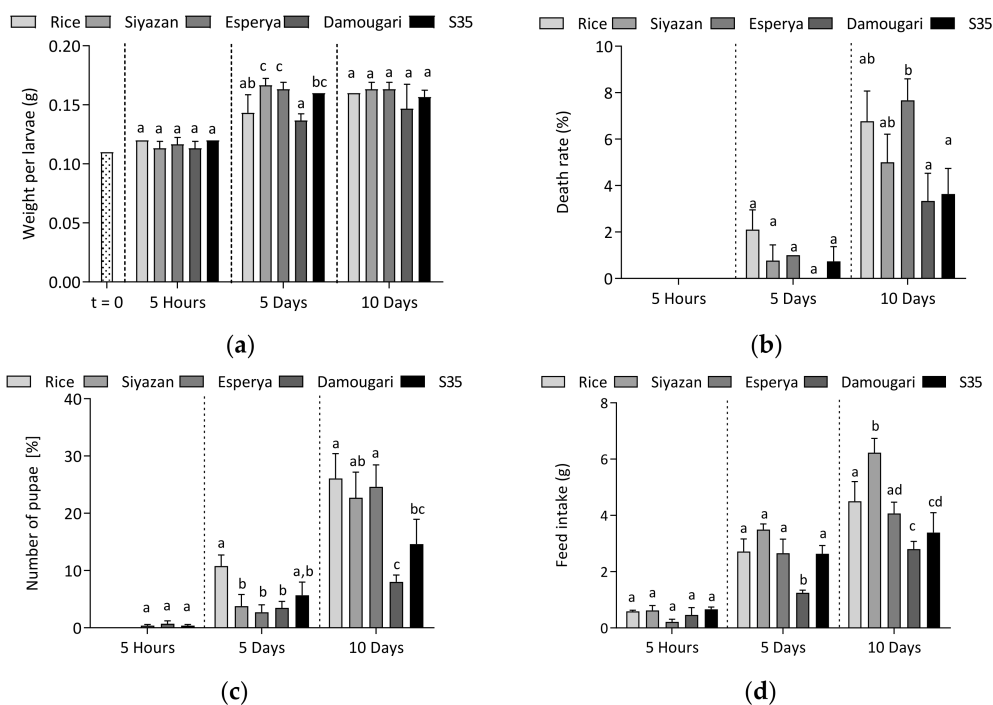 Rice Siyazan Esperya Damougari S35
Weight per larvae (g)
0.20
0.15
0.10
0.05
0.00
a a a a a
ab c c a bc
a a a a a
t = 0 5 Hours 5 Days 10 Days
(a)
Rice Siyazan Esperya Damougari S35
Death rate (%)
10
8
6
4
2
0
a a a a a
ab ab b a a
5 Hours 5 Days 10 Days
(b)
Rice Siyazan Esperya Damougari S35
Number of pupae [%]
40
30
20
10
0
a a a
a b b b a,b
a ab a c bc
5 Hours 5 Days 10 Days
(c)
Rice Siyazan Esperya Damougari S35
Feed intake (g)
8
6
4
2
0
a a a a a
a a a b a
a b ad c cd
5 Hours 5 Days 10 Days
(d)